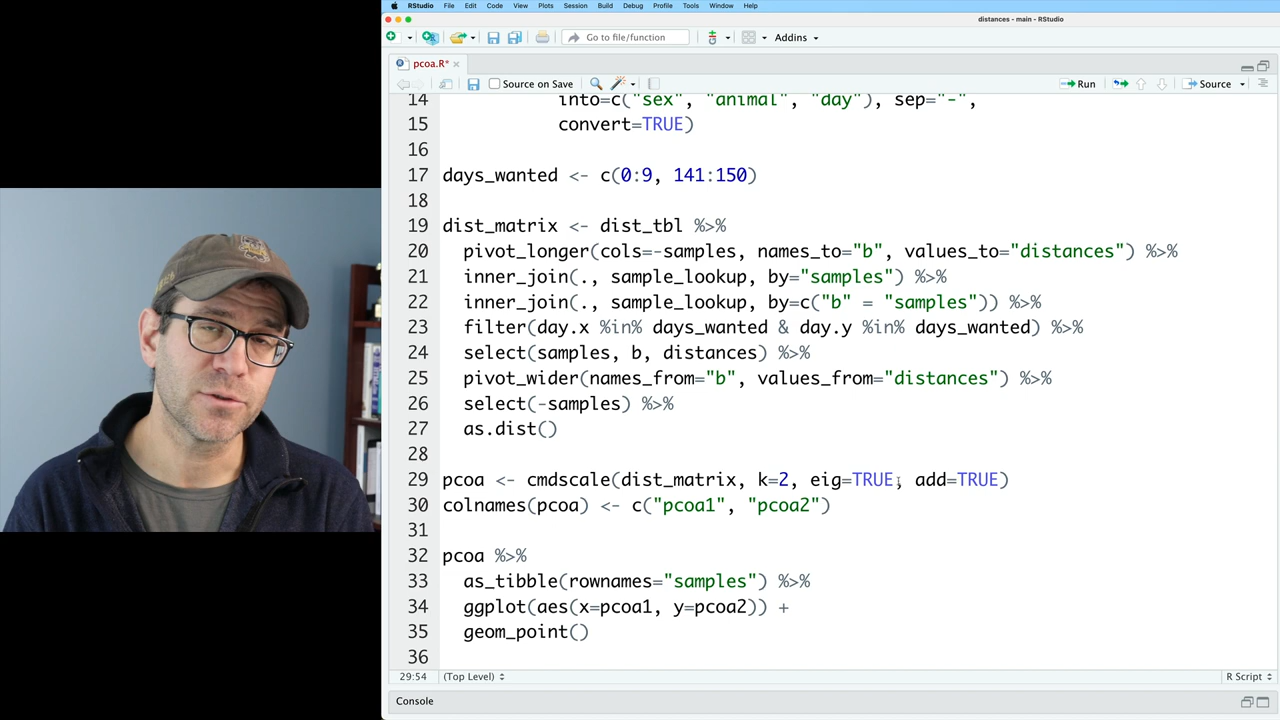 RStudio File Edit Code View Plots Session Build Debug Profile Tools Window Help
distances - main - RStudio
Go to file/function Addins
pcoa.R*
Source on Save Run Source
14 into=c("sex", "animal", "day"), sep="-",
15 convert=TRUE)
16
17 days_wanted <- c(0:9, 141:150)
18
19 dist_matrix <- dist_tbl %>%
20 pivot_longer(cols=-samples, names_to="b", values_to="distances") %>%
21 inner_join(., sample_lookup, by="samples") %>%
22 inner_join(., sample_lookup, by=c("b" = "samples")) %>%
23 filter(day.x %in% days_wanted & day.y %in% days_wanted) %>%
24 select(samples, b, distances) %>%
25 pivot_wider(names_from="b", values_from="distances") %>%
26 select(-samples) %>%
27 as.dist()
28
29 pcoa <- cmdscale(dist_matrix, k=2, eig=TRUE, add=TRUE)
30 colnames(pcoa) <- c("pcoa1", "pcoa2")
31
32 pcoa %>%
33 as_tibble(rownames="samples") %>%
34 ggplot(aes(x=pcoa1, y=pcoa2)) +
35 geom_point()
36
29:54 (Top Level) R Script
Console